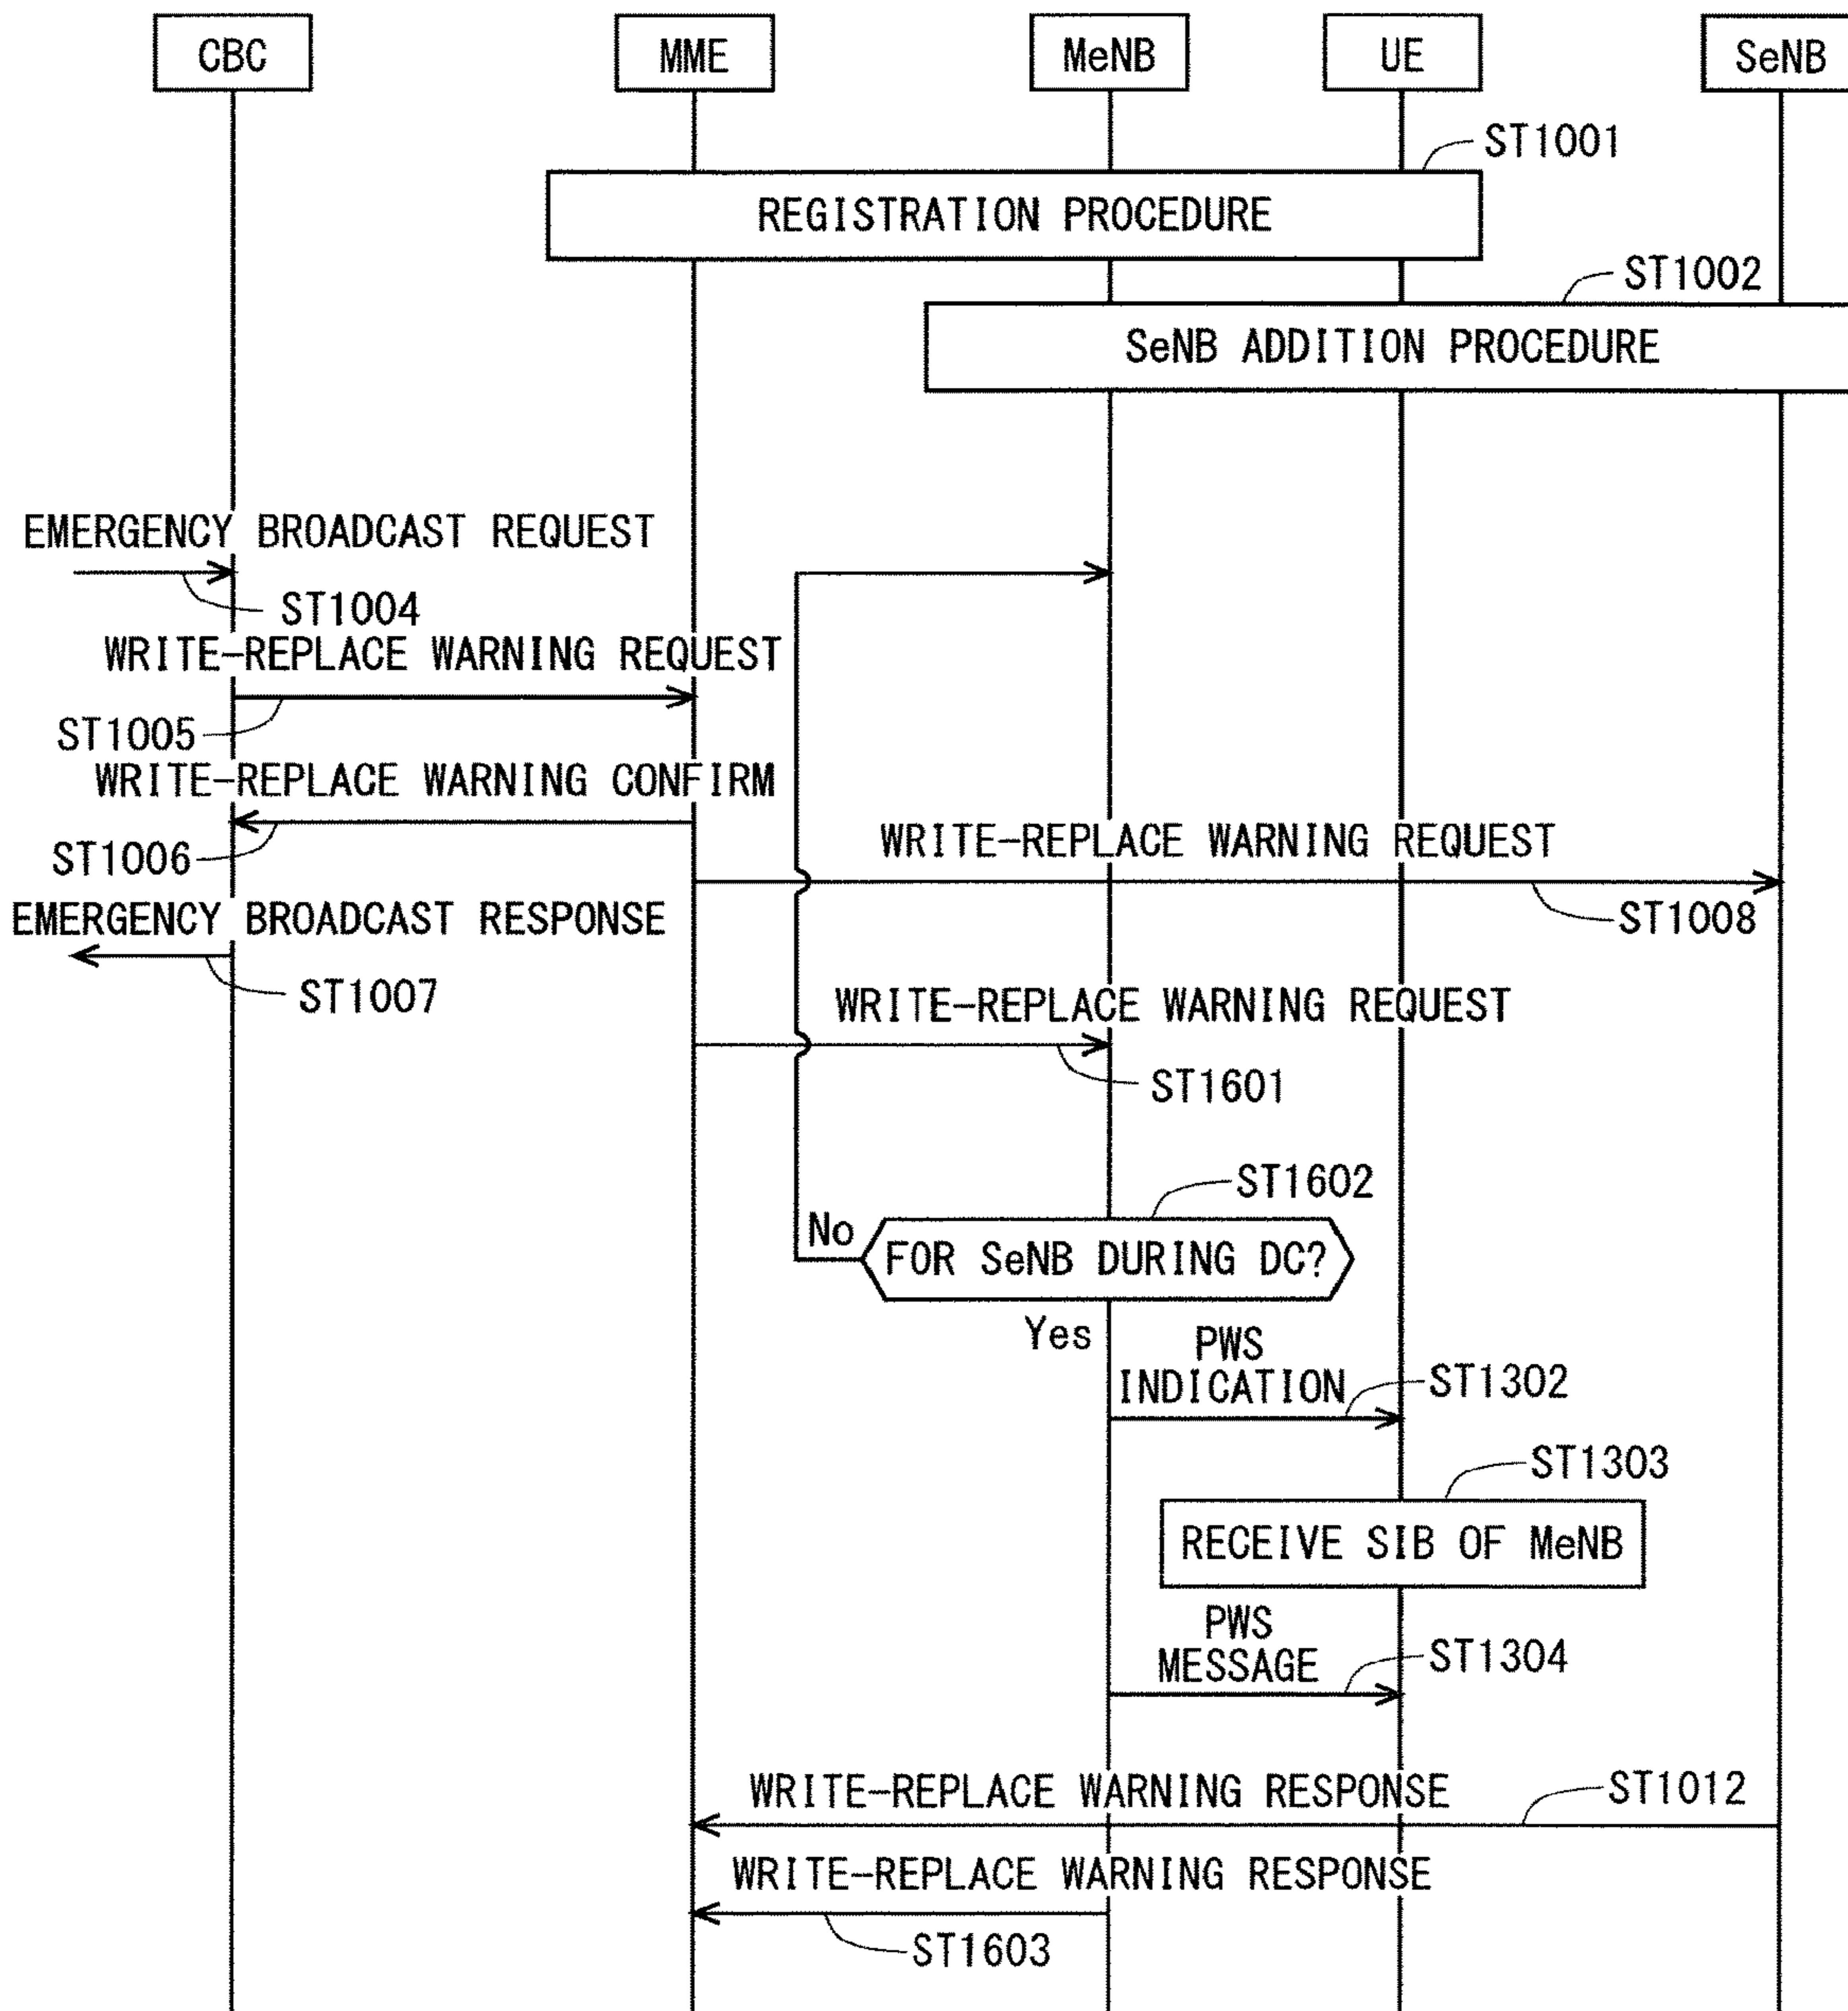 CBC
MME
MeNB
UE
SeNB
ST1001
REGISTRATION PROCEDURE
ST1002
SeNB ADDITION PROCEDURE
EMERGENCY BROADCAST REQUEST
ST1004
WRITE-REPLACE WARNING REQUEST
ST1005
WRITE-REPLACE WARNING CONFIRM
ST1006
WRITE-REPLACE WARNING REQUEST
ST1008
EMERGENCY BROADCAST RESPONSE
ST1007
WRITE-REPLACE WARNING REQUEST
ST1601
ST1602
No
FOR SeNB DURING DC?
Yes
PWS
INDICATION
ST1302
ST1303
RECEIVE SIB OF MeNB
PWS
MESSAGE
ST1304
WRITE-REPLACE WARNING RESPONSE
ST1012
WRITE-REPLACE WARNING RESPONSE
ST1603